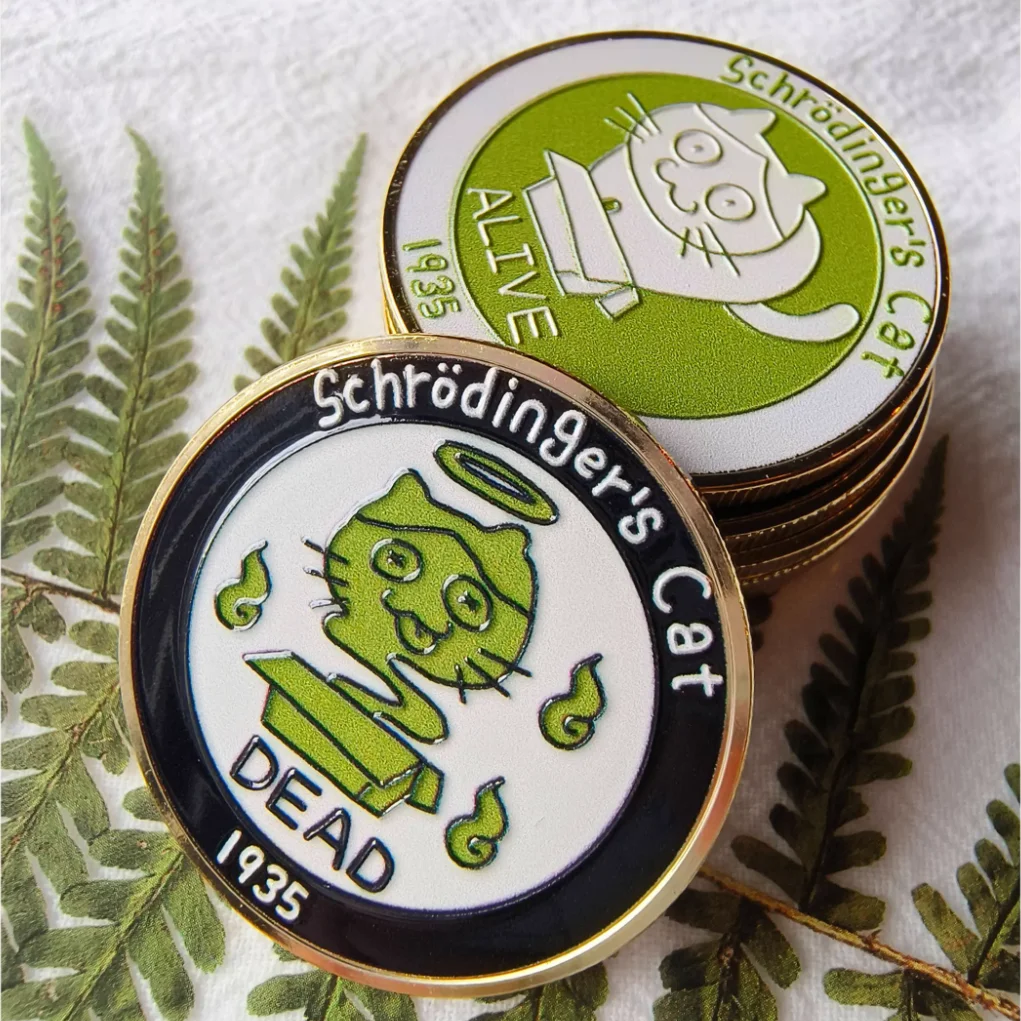 Schrödinger's Cat
ALIVE
1935
Schrödinger's Cat
DEAD
1935